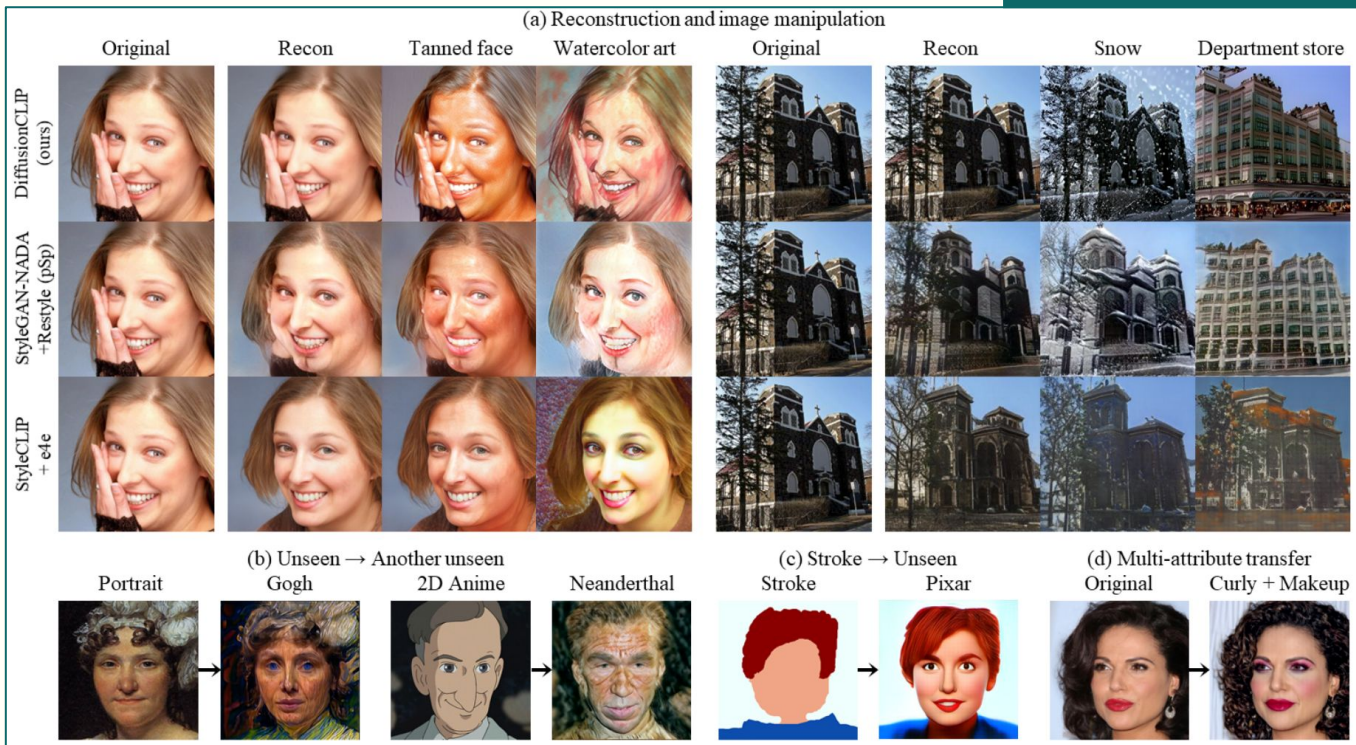 (a) Reconstruction and image manipulation
Original Recon Tanned face Watercolor art Original Recon Snow Department store
DiffusionCLIP
(ours)
StyleGAN-NADA
+Restyle (pSp)
StyleCLIP
+ e4e
(b) Unseen → Another unseen (c) Stroke → Unseen (d) Multi-attribute transfer
Portrait Gogh 2D Anime Neanderthal Stroke Pixar Original Curly + Makeup